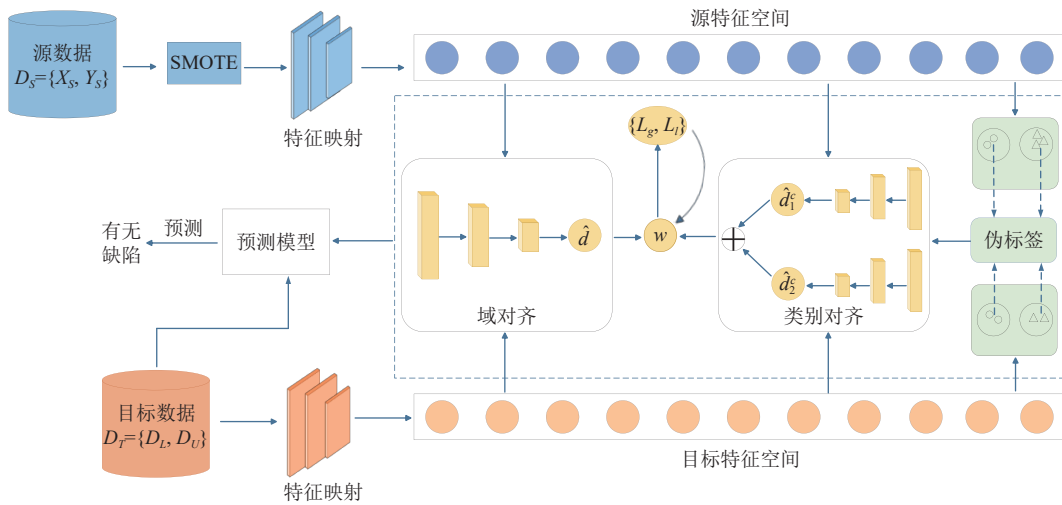 源特征空间
源数据
D_S={X_S, Y_S}
SMOTE
特征映射
{L_g, L_l}
d̂_1^c
有无
缺陷
预测
预测模型
d̂
w
伪标签
d̂_2^c
域对齐
类别对齐
目标数据
D_T={D_L, D_U}
特征映射
目标特征空间